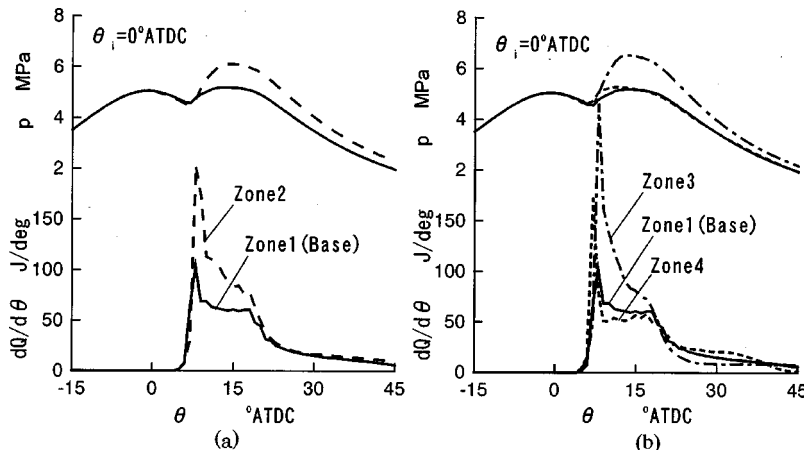 8
θi=0°ATDC
MPa
6
4
p
2
Zone2
J/deg
150
Zone1(Base)
100
dQ/dθ
50
0
-15
0
15
30
45
θ
°ATDC
(a)
8
θi=0°ATDC
MPa
6
4
p
2
Zone3
J/deg
150
Zone1(Base)
100
Zone4
dQ/dθ
50
0
-15
0
15
30
45
θ
°ATDC
(b)